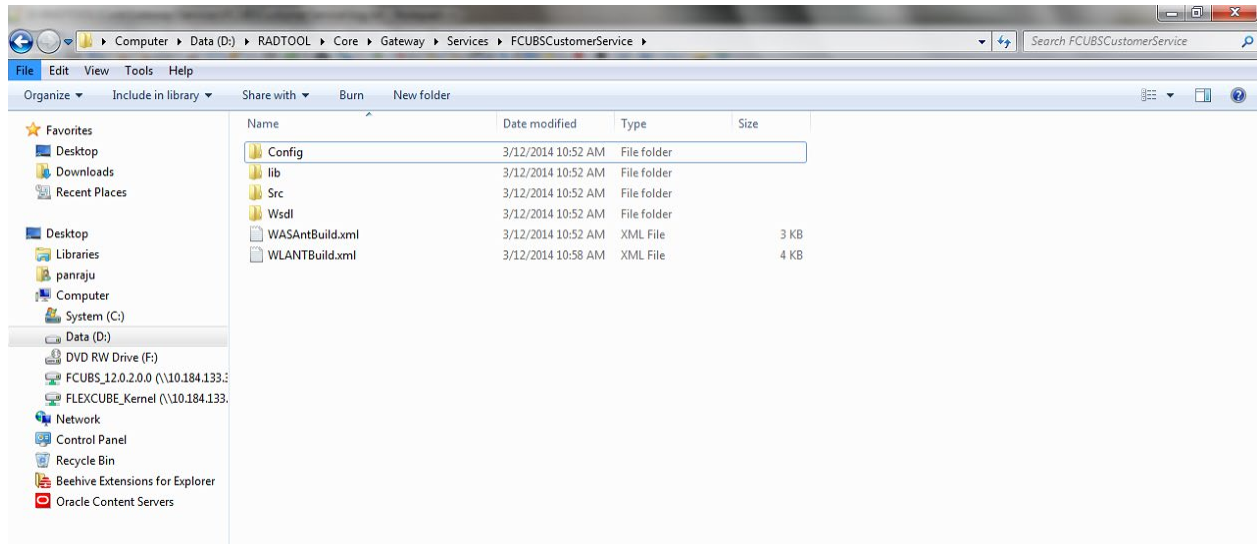 Computer Data (D:) RADTOOL Core Gateway Services FCUBSCustomerService
Search FCUBSCustomerService
File Edit View Tools Help
Organize Include in library Share with Burn New folder
Name Date modified Type Size
Config 3/12/2014 10:52 AM File folder
lib 3/12/2014 10:52 AM File folder
Src 3/12/2014 10:52 AM File folder
Wsdl 3/12/2014 10:52 AM File folder
WASAntBuild.xml 3/12/2014 10:52 AM XML File 3 KB
WLANTBuild.xml 3/12/2014 10:58 AM XML File 4 KB
Favorites
Desktop
Downloads
Recent Places
Desktop
Libraries
panraju
Computer
System (C:)
Data (D:)
DVD RW Drive (F:)
FCUBS_12.0.2.0.0 (\\10.184.133.3
FLEXCUBE_Kernel (\\10.184.133.
Network
Control Panel
Recycle Bin
Beehive Extensions for Explorer
Oracle Content Servers